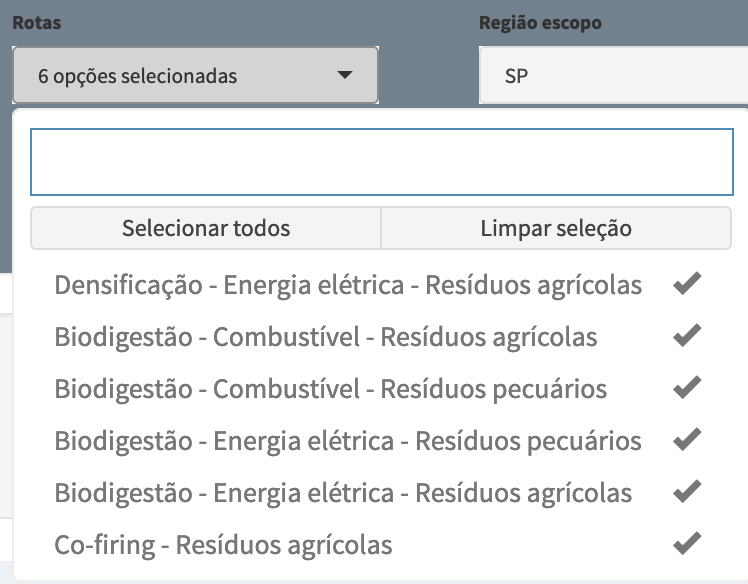 Rotas
Região escopo
6 opções selecionadas
SP
Selecionar todos
Limpar seleção
Densificação - Energia elétrica - Resíduos agrícolas
Biodigestão - Combustível - Resíduos agrícolas
Biodigestão - Combustível - Resíduos pecuários
Biodigestão - Energia elétrica - Resíduos pecuários
Biodigestão - Energia elétrica - Resíduos agrícolas
Co-firing - Resíduos agrícolas